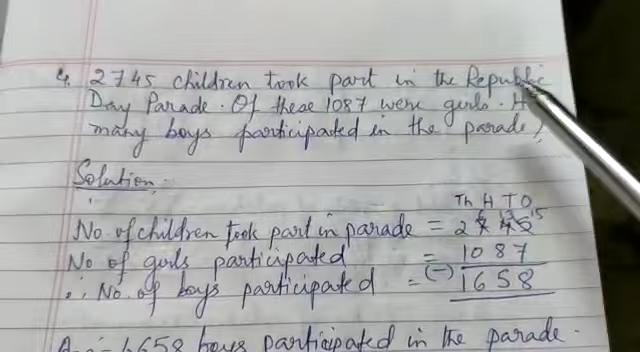 4. 2745 children took part in the Republic
Day Parade. Of these 1087 were girls. H
many boys participated in the parade?
Solution:-
Th H T O
No. of children took part in parade = 2745
No of girls participated = 1087
∴ No. of boys participated = (-) 1658
Ans:- 1658 boys participated in the parade.